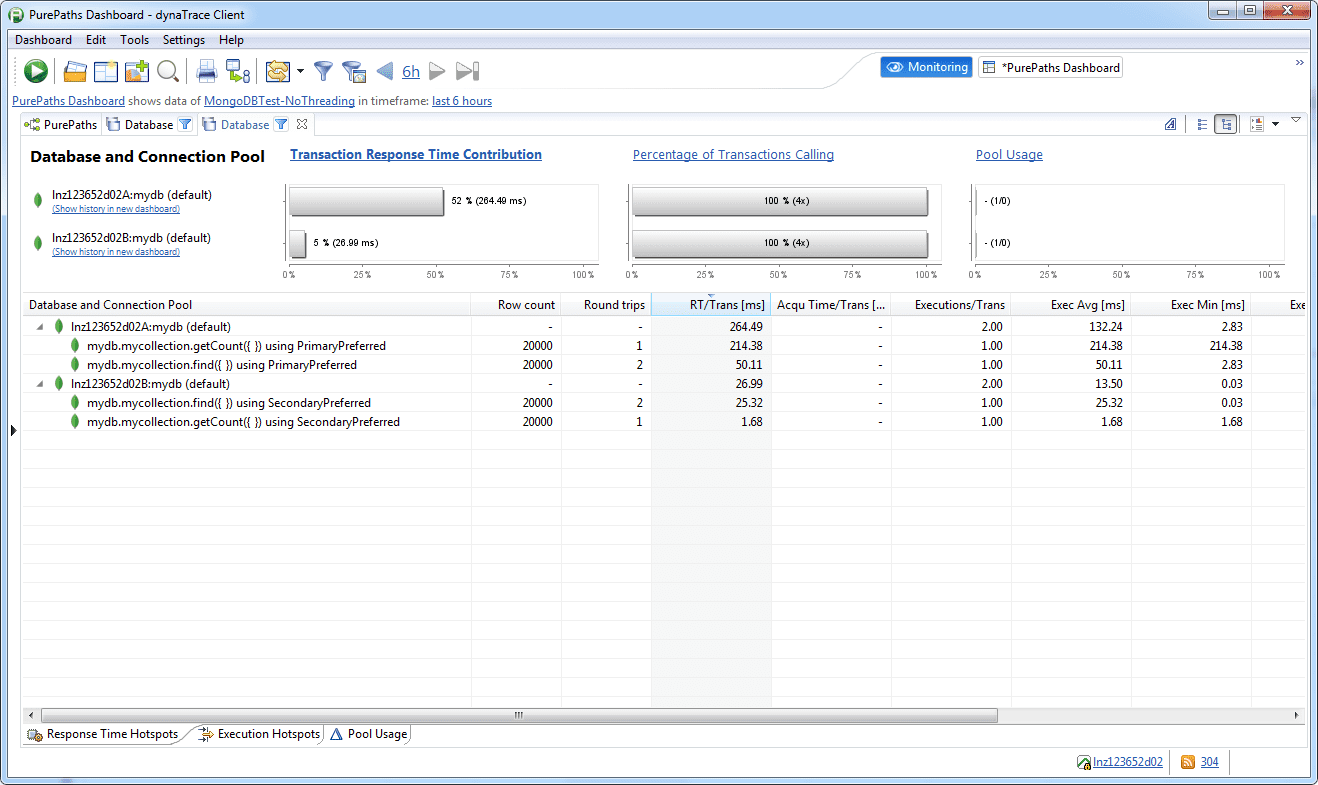 PurePaths Dashboard - dynaTrace Client
Dashboard Edit Tools Settings Help
6h
Monitoring
*PurePaths Dashboard
PurePaths Dashboard shows data of MongoDBTest-NoThreading in timeframe: last 6 hours
PurePaths Database Database
Database and Connection Pool Transaction Response Time Contribution Percentage of Transactions Calling Pool Usage
lnz123652d02A:mydb (default) 52 % (264.49 ms) 100 % (4x) - (1/0)
(Show history in new dashboard)
lnz123652d02B:mydb (default) 5 % (26.99 ms) 100 % (4x) - (1/0)
(Show history in new dashboard)
0% 25% 50% 75% 100% 0% 25% 50% 75% 100% 0% 25% 50% 75% 100%
Database and Connection Pool Row count Round trips RT/Trans [ms] Acqu Time/Trans [... Executions/Trans Exec Avg [ms] Exec Min [ms] Exe
lnz123652d02A:mydb (default) - - 264.49 - 2.00 132.24 2.83
mydb.mycollection.getCount({ }) using PrimaryPreferred 20000 1 214.38 - 1.00 214.38 214.38
mydb.mycollection.find({ }) using PrimaryPreferred 20000 2 50.11 - 1.00 50.11 2.83
lnz123652d02B:mydb (default) - - 26.99 - 2.00 13.50 0.03
mydb.mycollection.find({ }) using SecondaryPreferred 20000 2 25.32 - 1.00 25.32 0.03
mydb.mycollection.getCount({ }) using SecondaryPreferred 20000 1 1.68 - 1.00 1.68 1.68
Response Time Hotspots Execution Hotspots Pool Usage
lnz123652d02 304